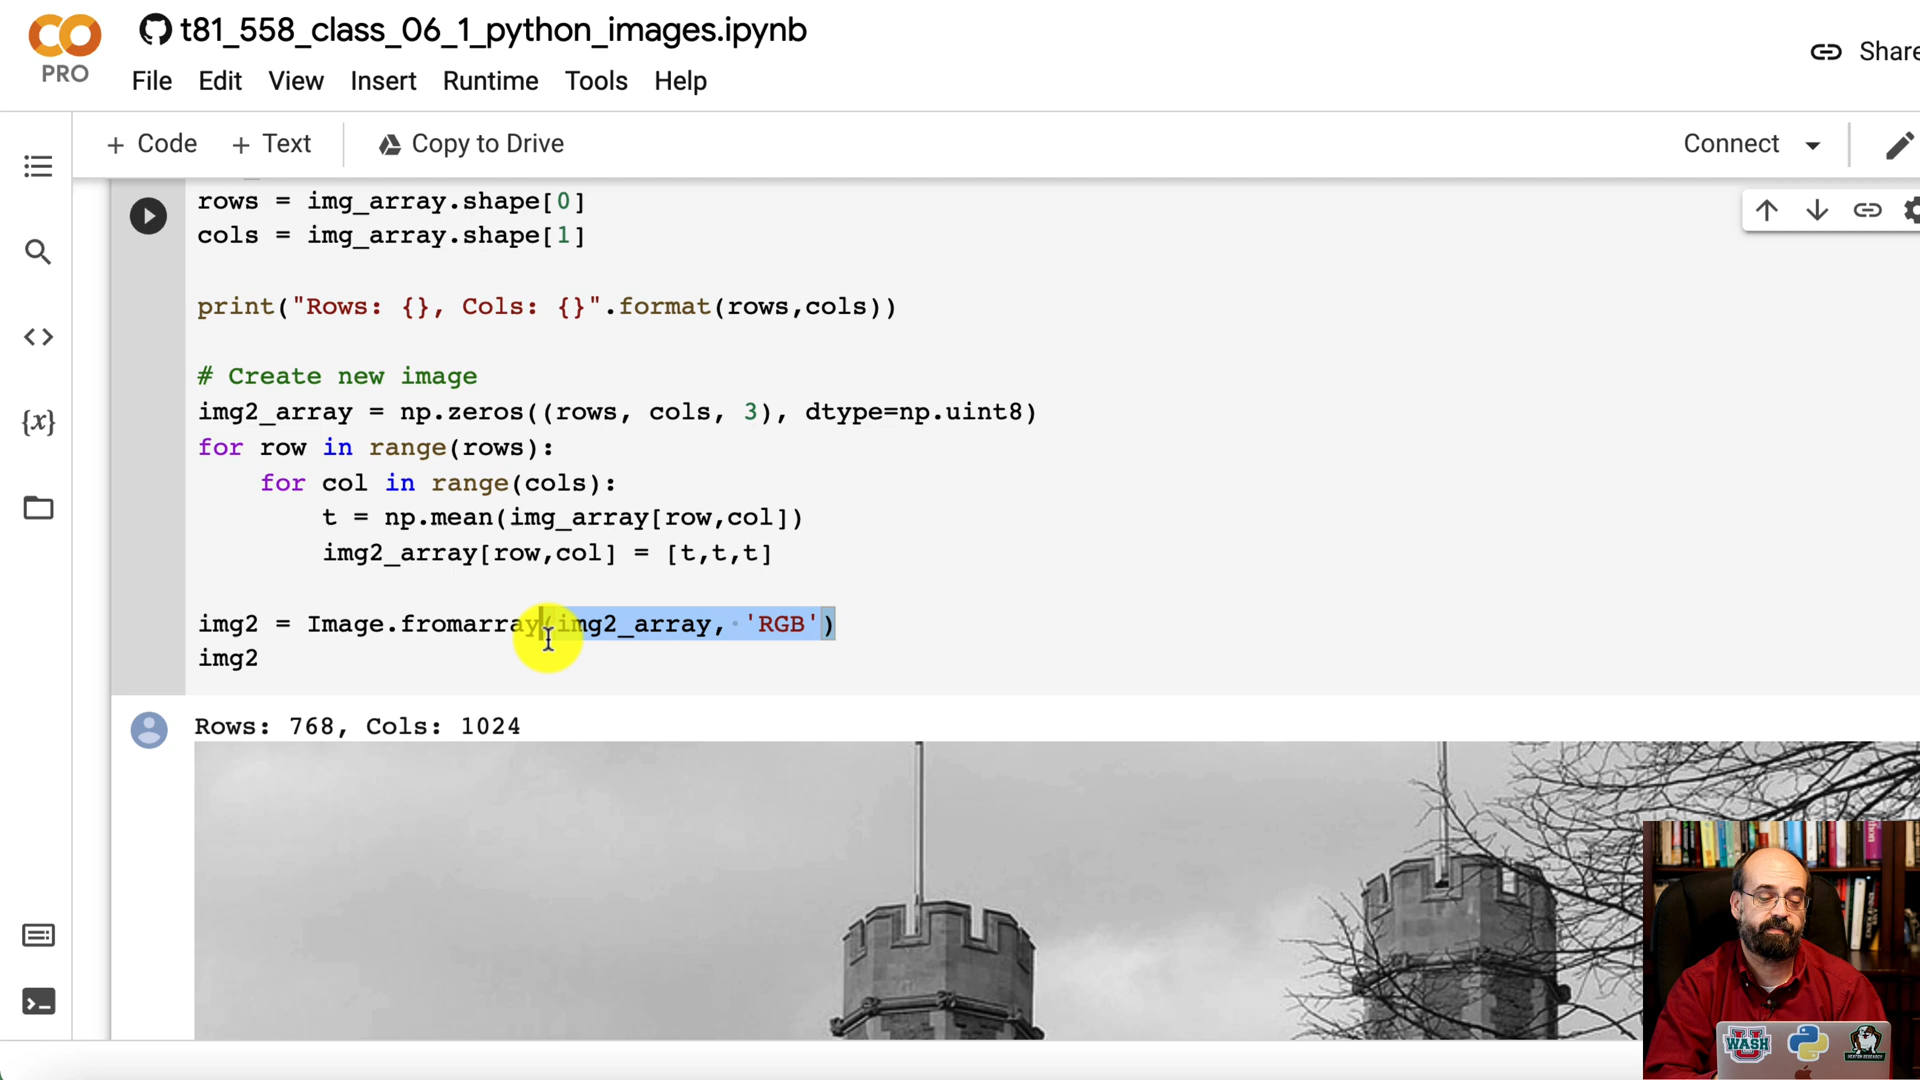 t81_558_class_06_1_python_images.ipynb
PRO
File Edit View Insert Runtime Tools Help
Share
+ Code + Text Copy to Drive
Connect
rows = img_array.shape[0]
cols = img_array.shape[1]
print("Rows: {}, Cols: {}".format(rows,cols))
# Create new image
img2_array = np.zeros((rows, cols, 3), dtype=np.uint8)
for row in range(rows):
for col in range(cols):
t = np.mean(img_array[row,col])
img2_array[row,col] = [t,t,t]
img2 = Image.fromarray(img2_array, 'RGB')
img2
{x}
Rows: 768, Cols: 1024
WASH